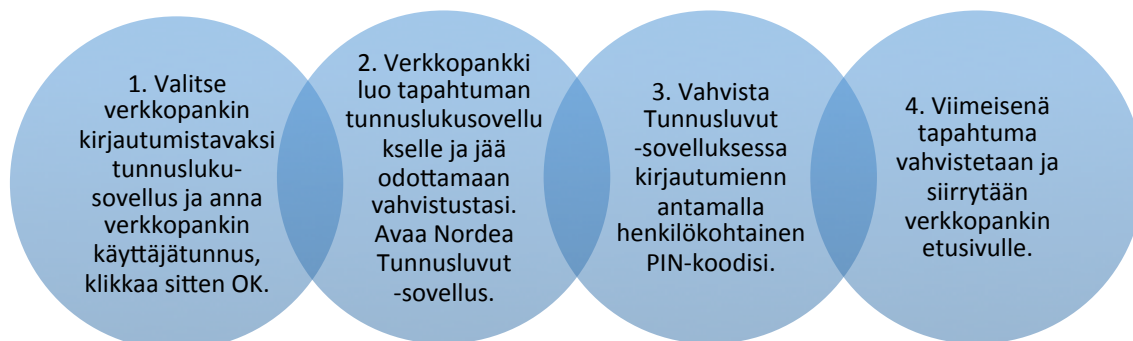 1. Valitse
verkkopankin
kirjautumistavaksi
tunnusluku-
sovellus ja anna
verkkopankin
käyttäjätunnus,
klikkaa sitten OK.
2. Verkkopankki
luo tapahtuman
tunnuslukusovellu
kselle ja jää
odottamaan
vahvistustasi.
Avaa Nordea
Tunnusluvut
-sovellus.
3. Vahvista
Tunnusluvut
-sovelluksessa
kirjautumienn
antamalla
henkilökohtainen
PIN-koodisi.
4. Viimeisenä
tapahtuma
vahvistetaan ja
siirrytään
verkkopankin
etusivulle.